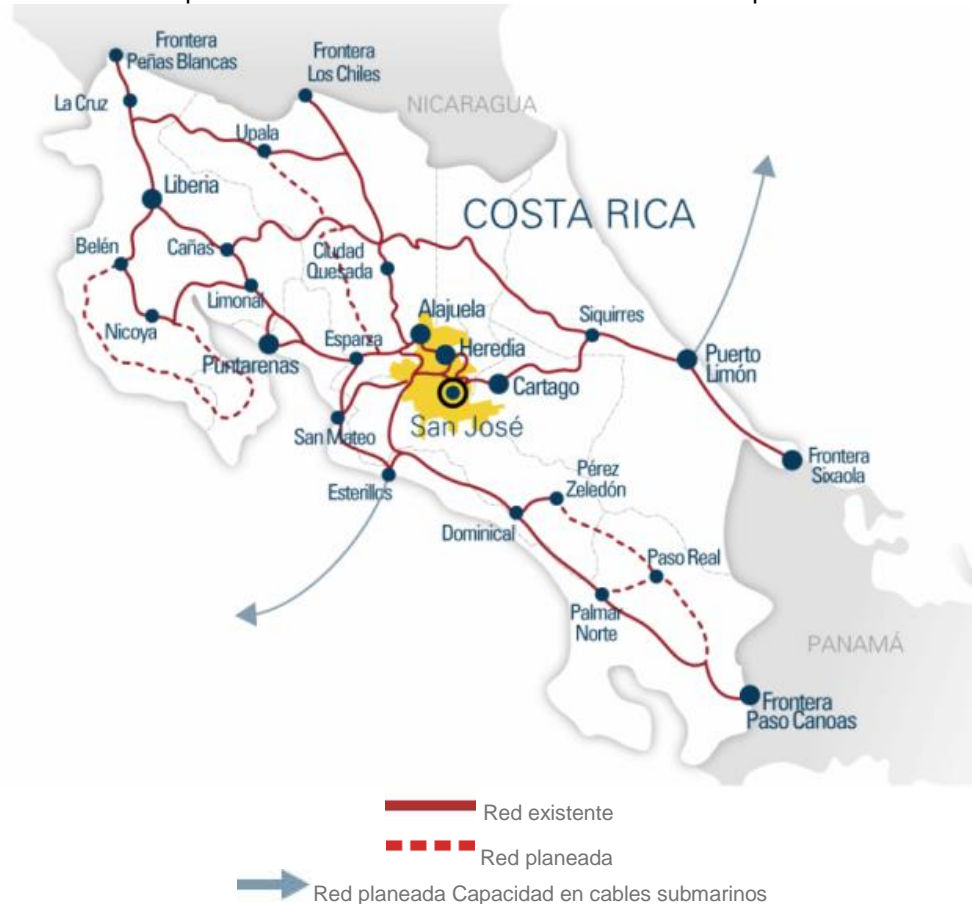 Frontera
Peñas Blancas
Frontera
Los Chiles
La Cruz
NICARAGUA
Upala
Liberia
COSTA RICA
Belén
Cañas
Ciudad
Quesada
Limonal
Alajuela
Siquirres
Nicoya
Esparza
Heredia
Puerto
Limón
Puntarenas
Cartago
San José
San Mateo
Frontera
Sixaola
Pérez
Zeledón
Esterillos
Dominical
Paso Real
Palmar
Norte
PANAMÁ
Frontera
Paso Canoas
Red existente
Red planeada
Red planeada Capacidad en cables submarinos